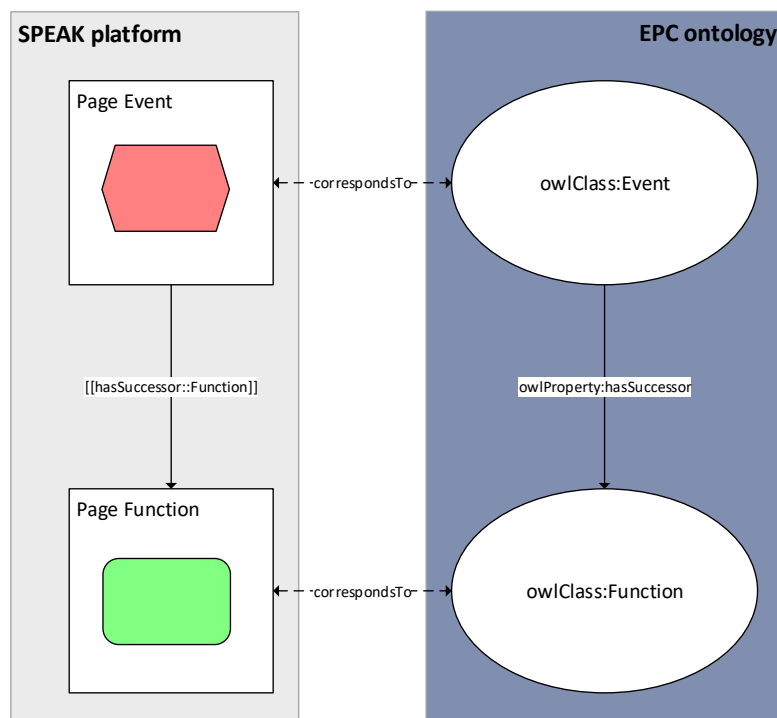 SPEAK platform
EPC ontology
Page Event
correspondsTo
owlClass:Event
[[hasSuccessor::Function]]
owlProperty:hasSuccessor
Page Function
correspondsTo
owlClass:Function